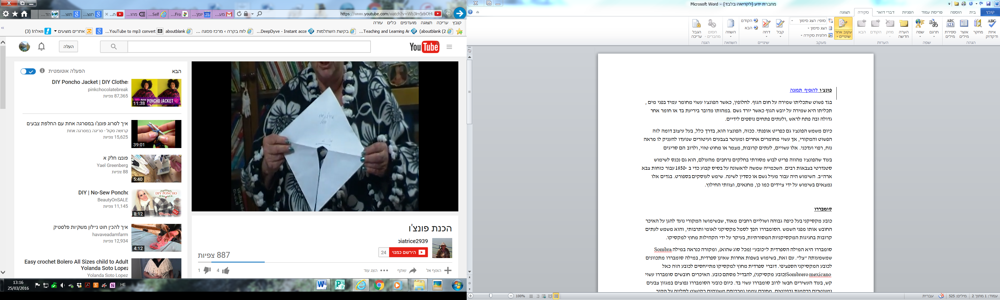 https://www.youtube.com/watch?v=Wb3Im5rbOt4
מע...
יומן...
Fro...
Self...
מהו...
ה...
תוצ...
תוצ...
הד...
קובץ עריכה תצוגה מועדפים כלים עזרה
(aboutblank (2
Teaching and Learning Ar...
בקשת השתלמות
DeepDyve - Instant acce...
לוח בקרה › מרכז פסגה ...
aboutblank
YouTube to mp3 convert...
אתרים מוצעים
וואלה! (3)
YouTube
העלה
הבא
הפעלה אוטומטית
DIY Poncho Jacket | DIY Clothes
pinkchocolatebreak
87,365 צפיות
DIY PONCHO JACKET
11:38
איך לסרוג פונצ'ו במסרגה אחת עם החלפת צבעים
קרושה סקול - סריגה במסרגה אחת
15,625 צפיות
39:01
פונצו חלק א
Yael Greenberg
88 צפיות
5:40
DIY | No-Sew Poncho
BeautyOnSALE
11,145 צפיות
DIY PONCHO
SALE
8:12
איך להכין חוט ניילון משקיות פלסטיק
havaveadamfarm
12,934 צפיות
4:12
Easy crochet Bolero All Sizes child to Adult
Yolanda Soto Lopez
Yolanda Soto Lopez
הכנת פונצ'ו
biatrice2939
הירשם כמנוי
24
887 צפיות
הוסף אל
שתף
הצג עוד
4
1
HE
13:16
25/03/2016
מחברת ידע [לקריאה בלבד] - Microsoft Word
קובץ בית הוספה פריסת עמוד הפניות דברי דואר סקירה תצוגה
איות ודקדוק
מחקר
אוצר מילים
ספירת מילים
הגהה
תרגם
שפה
שפה
הערה חדשה
מחק
הקודם
הבא
הערות
עקוב אחר שינויים
סופי: הצג סימון
הצג סימון
חלונית סקירה
מעקב
קבל
דחה
הקודם
הבא
שינויים
השווה
השוואה
חסום מחברים
הגבל עריכה
הגנה
פונצ'ו להוסיף תמונה
בגד פשוט שתכליתו שמירה על חום הגוף. לחלופין, כאשר הפונצ'ו עשוי מחומר עמיד בפני מים ,
תכליתו היא שמירה על יובש הגוף כאשר יורד גשם .במהותו מדובר ביריעת בד או חומר אחר
גדולה ובה פתח לראש ,ולעתים פתחים נוספים לידיים.
כיום משמש הפונצ'ו גם כפריט אופנתי. ככזה, הפונצ'ו הוא, בדרך כלל, בעל עיצוב דומה לזה
הפשוט והמקורי, אך עשוי מחומרים אחרים ומעוטר בצבעים ועיטורים שנועדו להעניק לו מראה
נוח, רפוי ועדכני. אלו עשויים, לעתים קרובות, מצמר או מחוט טווי, ולרוב הם סריגים
בעוד שהפונצ'ו מהווה פריט לבוש מסורתי בחלקים נרחבים מהעולם, הוא גם נכנס לשימוש
סטנדרטי בצבאות רבים. השכמייה שמשה לראשונה על בסיס קבוע כדי ב -1850 עבור כוחות צבא
ארה"ב. השימוש היה עבור מעיל גשם או כסדין לשינה. שימש לעוסקים בספורט. בגדים אלו
נמצאים בשימוש על ידי ציידים כמו כן, מחנאים, וצוותי החילוץ.
סומבררו
כובע מקסיקני בעל כיפה גבוהה ושוליים רחבים מאוד, שבשימושו המקורי נועד להגן על האיכר
החובש אותו מפני השמש .הסומבררו הפך לסמל מקסיקני לאומי ותרבותי, והוא משמש לעתים
קרובות בחגיגות המקסיקניות המסורתיות, בעיקר על ידי הקהילות מחוץ למקסיקו.
סומבררו היא המילה הספרדית ל"כובע" (מכל סוג שהוא), ומקורה כנראה במילה Sombra
שמשמעותה "צל". עם זאת, בשימוש בשפות אחרות שאינן ספרדית, במילה סומבררו מתכוונים
לכובע המקסיקני הספציפי. דוברי ספרדית מחוץ למקסיקו מתייחסים לכובע הזה כאל
Sombrero mexicano(כובע מקסיקני), להבדיל מסתם כובע. האיכרים חובשים סומבררו עשוי
קש, בעוד העשירים חבשו לרוב סומבררו עשוי בד. כיום כובעי הסומבררו נפוצים במגוון צבעים
עמוד: 1 מתוך 2
מילים: 525
עברית
100%